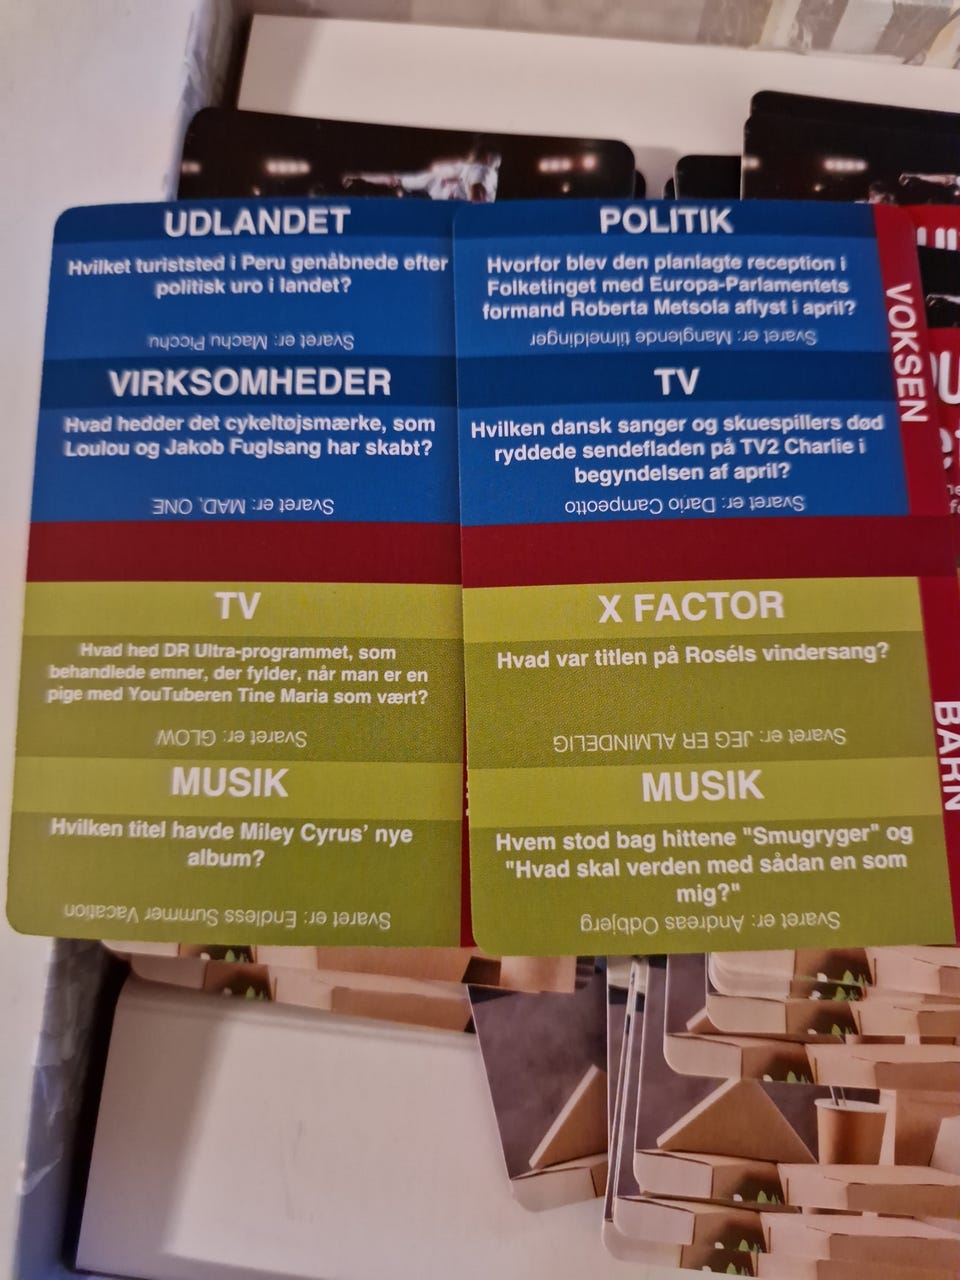 UDLANDET
Hvilket turiststed i Peru genåbnede efter
politisk uro i landet?
Svaret er: Machu Picchu
VIRKSOMHEDER
Hvad hedder det cykeltøjsmærke, som
Loulou og Jakob Fuglsang har skabt?
Svaret er: MAD, ONE
TV
Hvad hed DR Ultra-programmet, som
behandlede emner, der fylder, når man er en
pige med YouTuberen Tine Maria som vært?
Svaret er: GLOW
MUSIK
Hvilken titel havde Miley Cyrus' nye
album?
Svaret er: Endless Summer Vacation
POLITIK
Hvorfor blev den planlagte reception i
Folketinget med Europa-Parlamentets
formand Roberta Metsola aflyst i april?
Svaret er: Manglende tilmeldinger
TV
Hvilken dansk sanger og skuespillers død
ryddede sendefladen på TV2 Charlie i
begyndelsen af april?
Svaret er: Dario Campeotto
X FACTOR
Hvad var titlen på Roséls vindersang?
Svaret er: JEG ER ALMINDELIG
MUSIK
Hvem stod bag hittene "Smugryger" og
"Hvad skal verden med sådan en som
mig?"
Svaret er: Andreas Odbjerg
VOKSEN
BARN